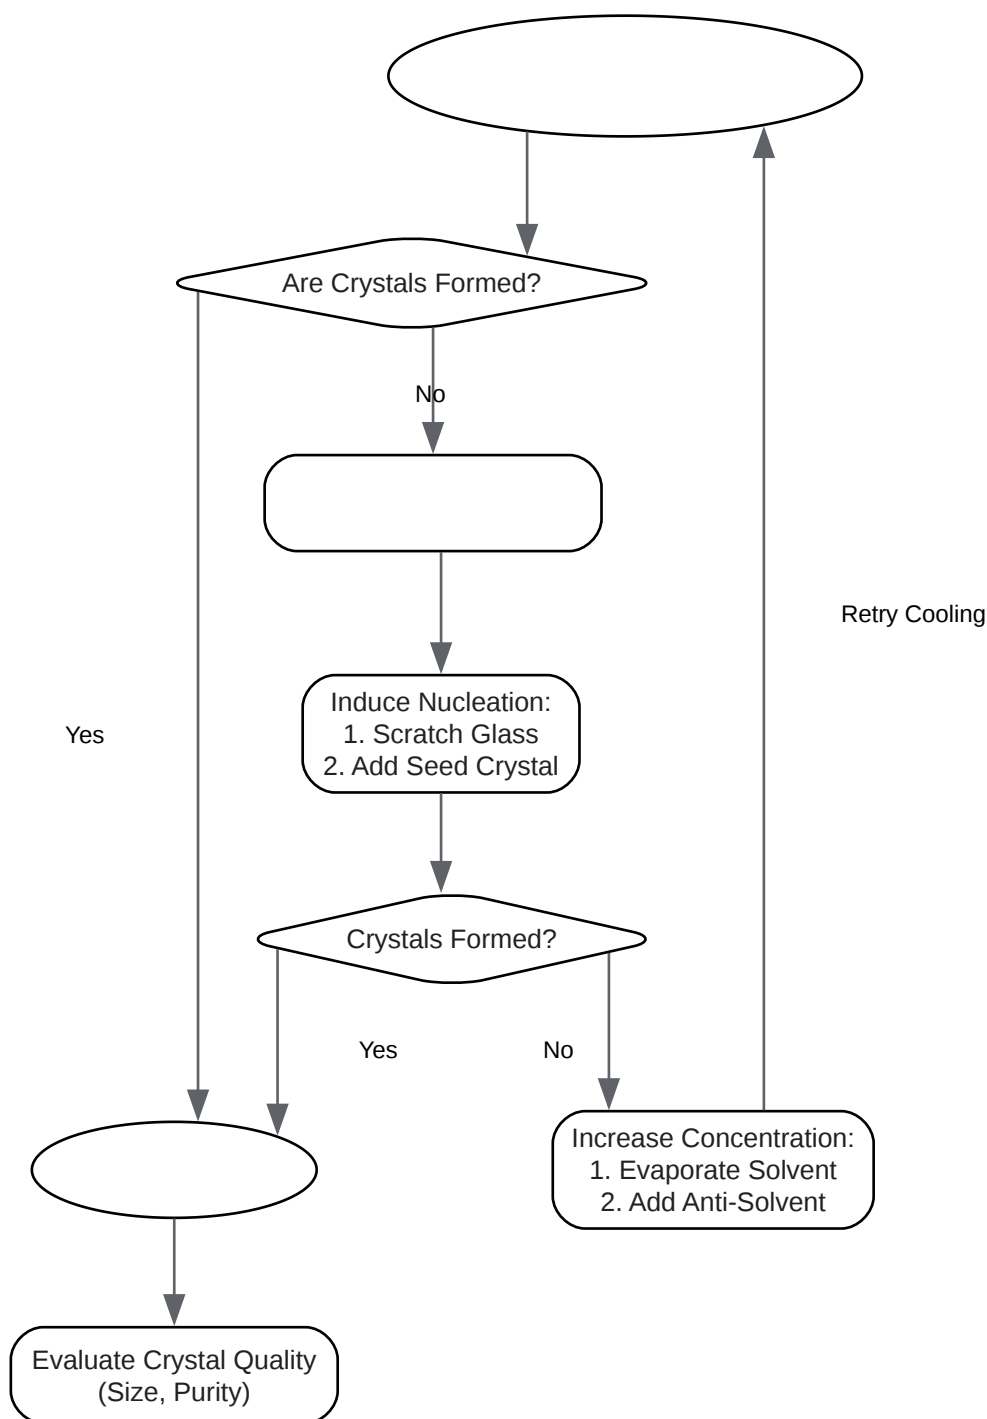 Are Crystals Formed?
No
Retry Cooling
Induce Nucleation:
1. Scratch Glass
2. Add Seed Crystal
Yes
Crystals Formed?
Yes
No
Increase Concentration:
1. Evaporate Solvent
2. Add Anti-Solvent
Evaluate Crystal Quality
(Size, Purity)